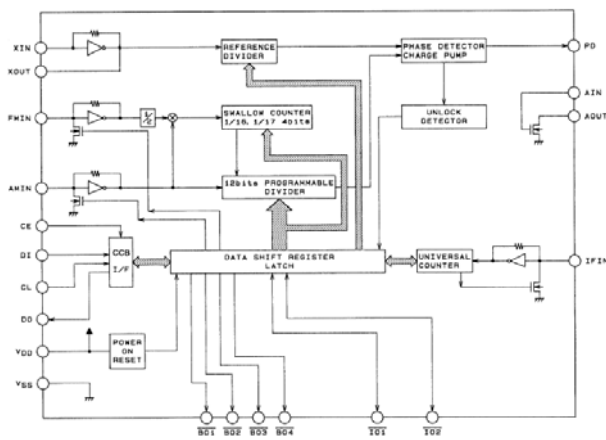 XIN
XOUT
FMIN
AMIN
CE
DI
CL
DO
VDD
VSS
REFERENCE
DIVIDER
PHASE DETECTOR
CHARGE PUMP
PD
AIN
AOUT
1/2
SWALLOW COUNTER
1/16, 1/17 4bits
UNLOCK
DETECTOR
12bits PROGRAMMABLE
DIVIDER
CCB
I/F
DATA SHIFT REGISTER
LATCH
UNIVERSAL
COUNTER
IFIN
POWER
ON
RESET
BO1
BO2
BO3
BO4
IO1
IO2